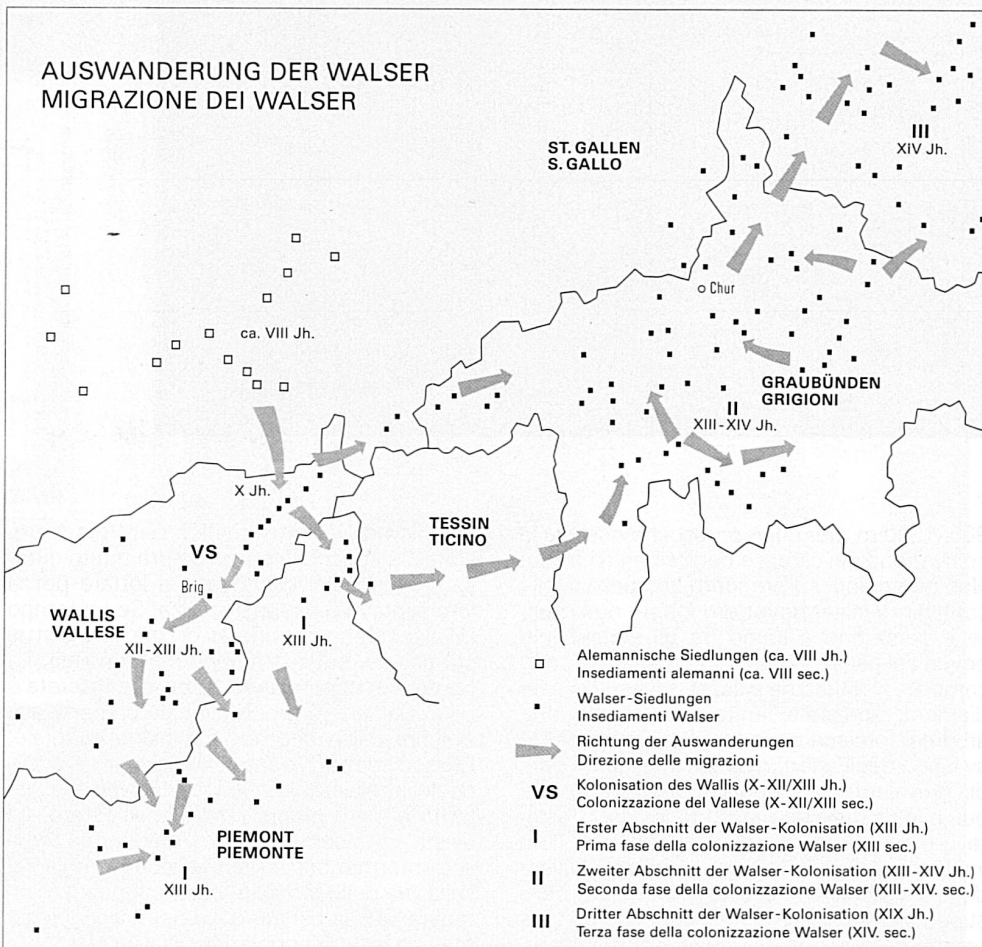 AUSWANDERUNG DER WALSER
MIGRAZIONE DEI WALSER
ST. GALLEN
S. GALLO
III
XIV Jh.
ca. VIII Jh.
Chur
GRAUBÜNDEN
GRIGIONI
II
XIII-XIV Jh.
X Jh.
TESSIN
TICINO
VS
Brig
WALLIS
VALLESE
XII-XIII Jh.
I
XIII Jh.
PIEMONT
PIEMONTE
I
XIII Jh.
Alemannische Siedlungen (ca. VIII Jh.)
Insediamenti alemanni (ca. VIII sec.)
Walser-Siedlungen
Insediamenti Walser
Richtung der Auswanderungen
Direzione delle migrazioni
VS Kolonisation des Wallis (X-XII/XIII Jh.)
Colonizzazione del Vallese (X-XII/XIII sec.)
I Erster Abschnitt der Walser-Kolonisation (XIII Jh.)
Prima fase della colonizzazione Walser (XIII sec.)
II Zweiter Abschnitt der Walser-Kolonisation (XIII-XIV Jh.)
Seconda fase della colonizzazione Walser (XIII-XIV. sec.)
III Dritter Abschnitt der Walser-Kolonisation (XIX Jh.)
Terza fase della colonizzazione Walser (XIV. sec.)